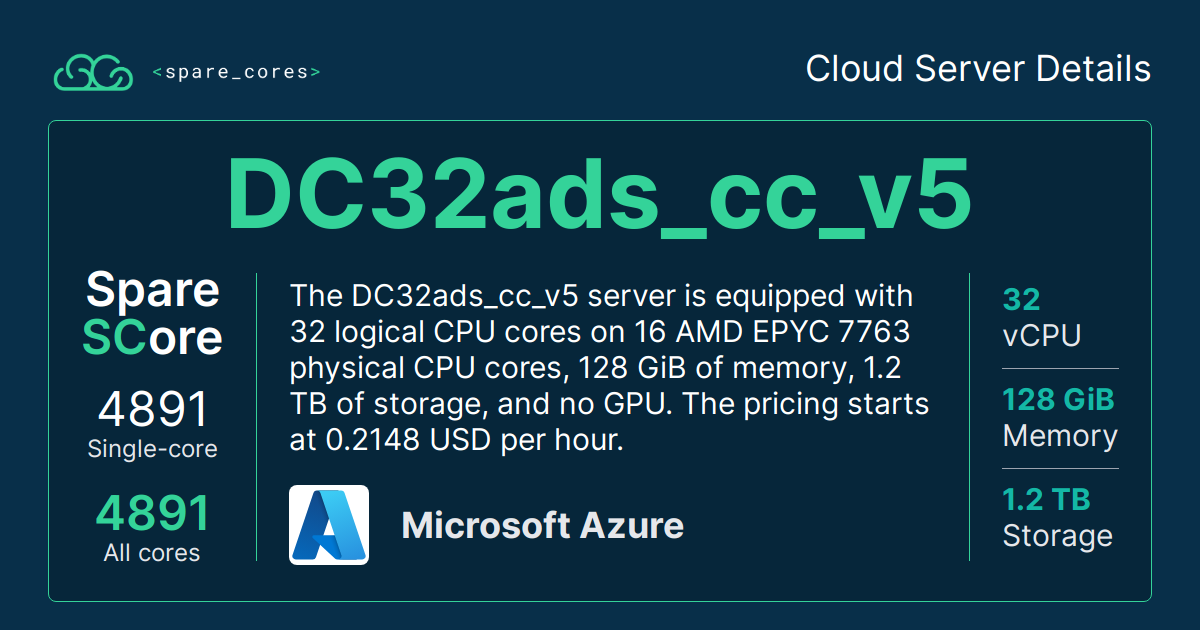 <spare_cores>
Cloud Server Details
DC32ads_cc_v5
Spare
SCore
4891
Single-core
4891
All cores
The DC32ads_cc_v5 server is equipped with
32 logical CPU cores on 16 AMD EPYC 7763
physical CPU cores, 128 GiB of memory, 1.2
TB of storage, and no GPU. The pricing starts
at 0.2148 USD per hour.
Microsoft Azure
32
vCPU
128 GiB
Memory
1.2 TB
Storage